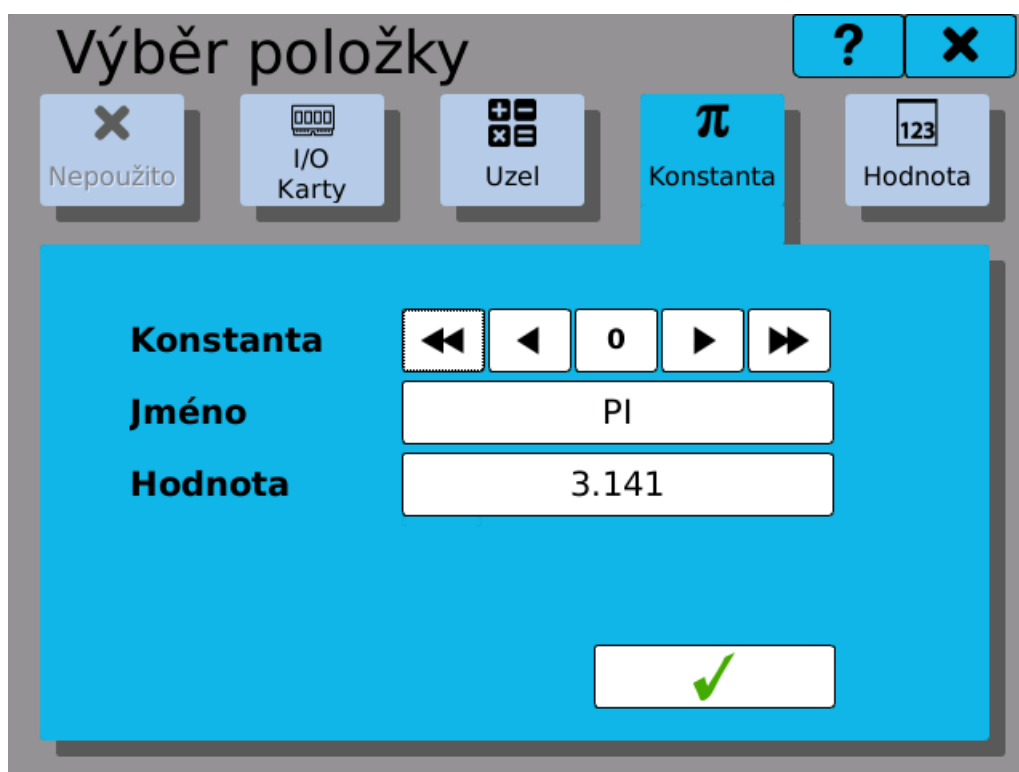 Výběr položky
?
Nepoužito
I/O
Karty
Uzel
π
Konstanta
123
Hodnota
Konstanta
0
Jméno
PI
Hodnota
3.141